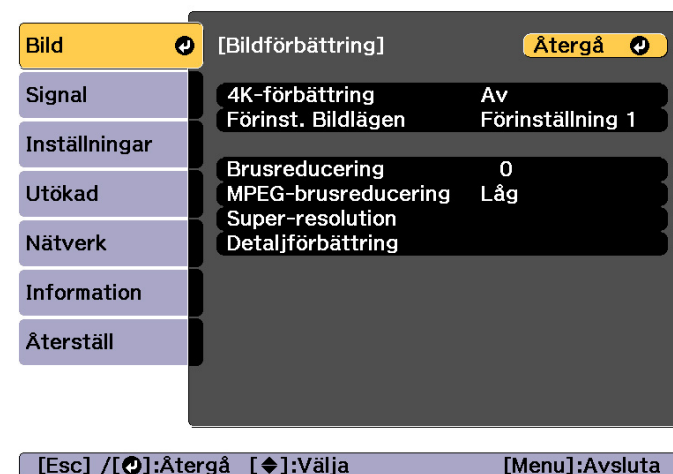 Bild
Signal
Inställningar
Utökad
Nätverk
Information
Återställ
[Bildförbättring] Återgå
4K-förbättring Av
Förinst. Bildlägen Förinställning 1
Brusreducering 0
MPEG-brusreducering Låg
Super-resolution
Detaljförbättring
[Esc] /[ ]:Återgå [ ]:Välja [Menu]:Avsluta